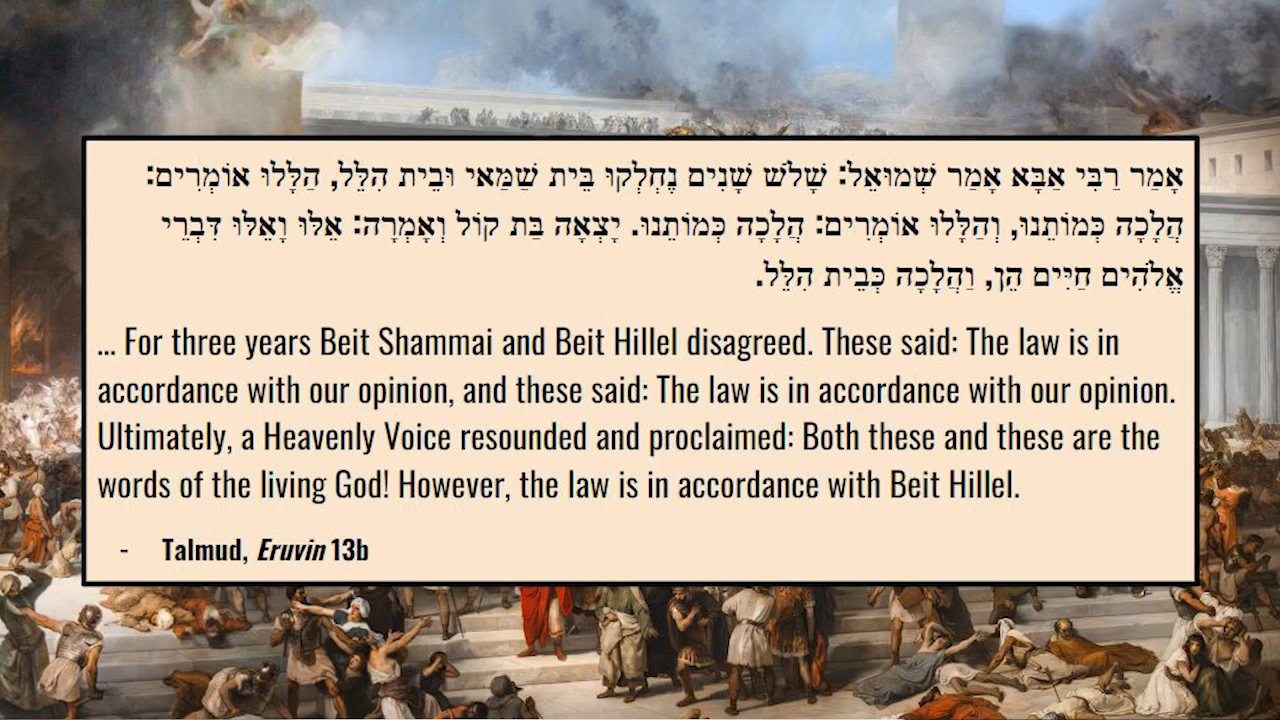 אָמַר רַבִּי אַבָּא אָמַר שְׁמוּאֵל: שָׁלֹשׁ שָׁנִים נֶחְלְקוּ בֵּית שַׁמַּאי וּבֵית הִלֵּל, הַלָּלוּ אוֹמְרִים:
הֲלָכָה כְּמוֹתֵנוּ, וְהַלָּלוּ אוֹמְרִים: הֲלָכָה כְּמוֹתֵנוּ. יָצְאָה בַּת קוֹל וְאָמְרָה: אֵלּוּ וָאֵלּוּ דִּבְרֵי
אֱלֹהִים חַיִּים הֵן, וַהֲלָכָה כְּבֵית הִלֵּל.
... For three years Beit Shammai and Beit Hillel disagreed. These said: The law is in
accordance with our opinion, and these said: The law is in accordance with our opinion.
Ultimately, a Heavenly Voice resounded and proclaimed: Both these and these are the
words of the living God! However, the law is in accordance with Beit Hillel.
- Talmud, Eruvin 13b